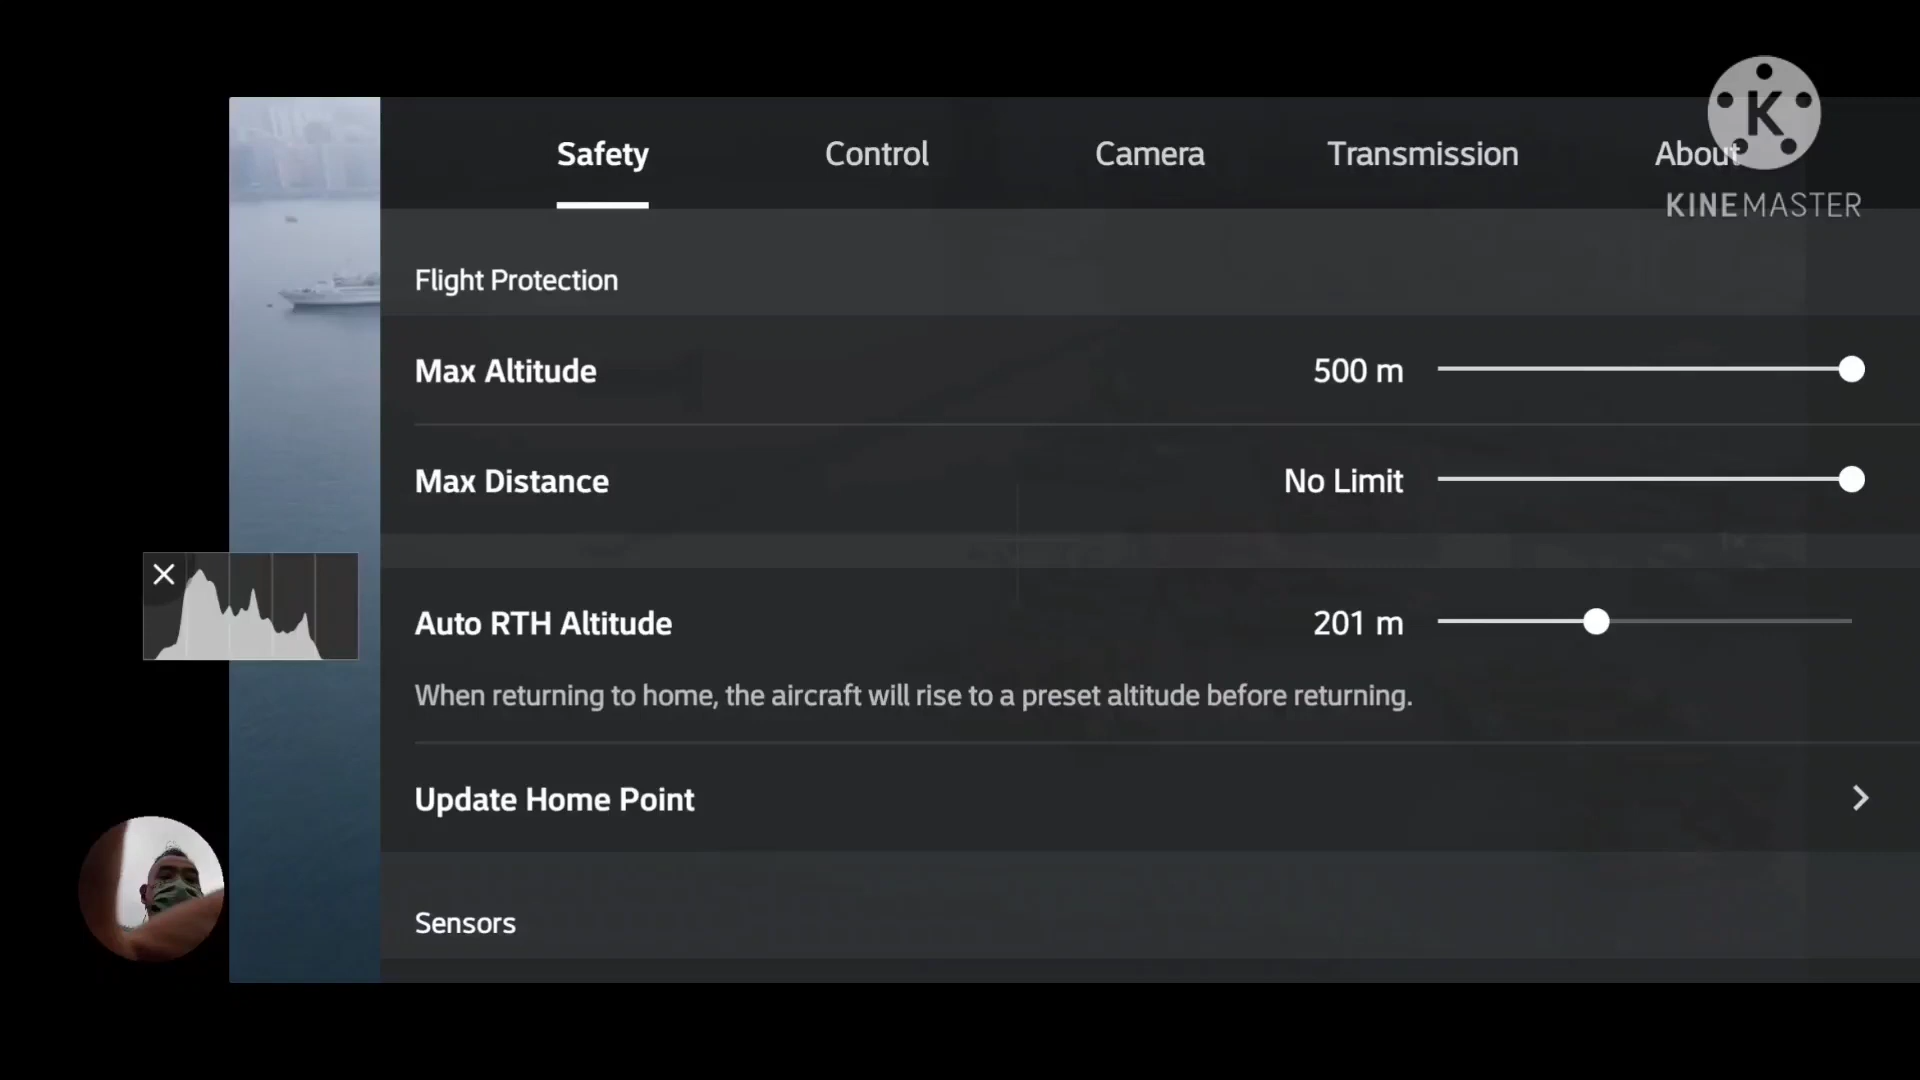 K
KINEMASTER
Safety Control Camera Transmission About
Flight Protection
Max Altitude 500 m
Max Distance No Limit
Auto RTH Altitude 201 m
When returning to home, the aircraft will rise to a preset altitude before returning.
Update Home Point
Sensors